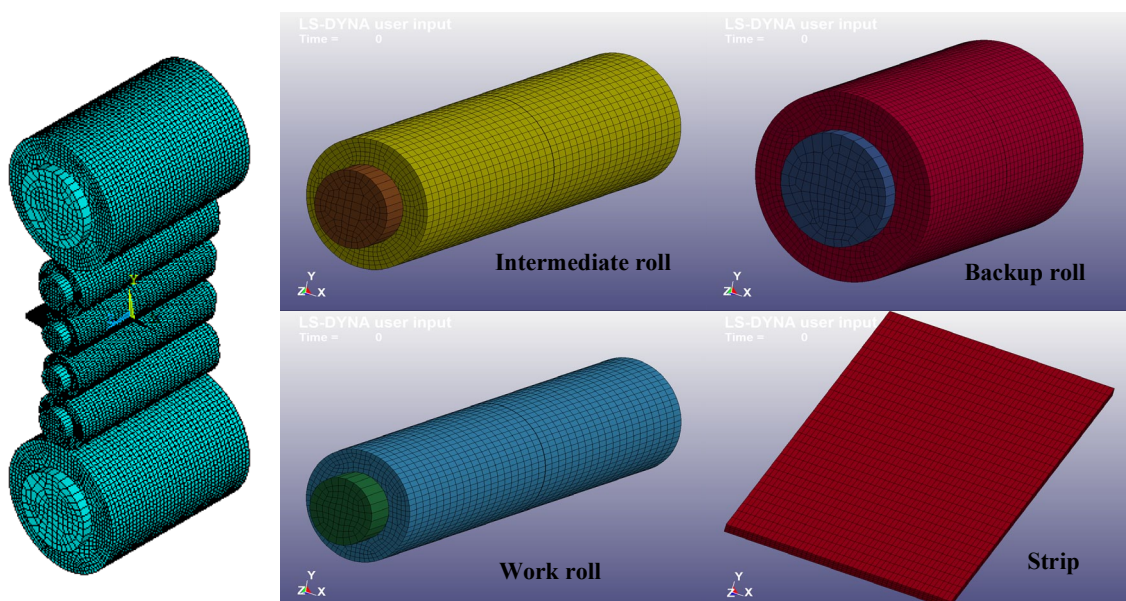 LS-DYNA user input
Time =       0
Intermediate roll
Y
Z X
LS-DYNA user input
Time =       0
Backup roll
Y
Z X
Y
LS-DYNA user input
Time =       0
Work roll
Y
Z X
LS-DYNA user input
Time =       0
Strip
Y
Z X